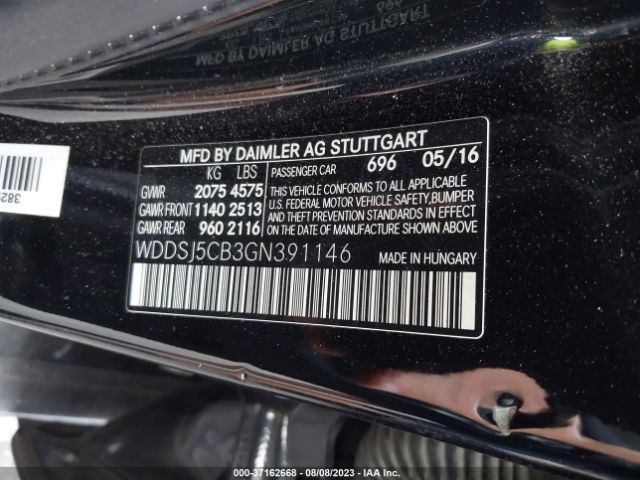 MFD BY DAIMLER AG STUTTGART
KG LBS PASSENGER CAR 696 05/16
GVWR 2075 4575
GAWR FRONT 1140 2513
GAWR REAR 960 2116
THIS VEHICLE CONFORMS TO ALL APPLICABLE
U.S. FEDERAL MOTOR VEHICLE SAFETY,BUMPER
AND THEFT PREVENTION STANDARDS IN EFFECT
ON DATE OF MANUFACTURE SHOWN ABOVE.
WDDSJ5CB3GN391146 MADE IN HUNGARY
000-37162668 - 08/08/2023 - IAA Inc.